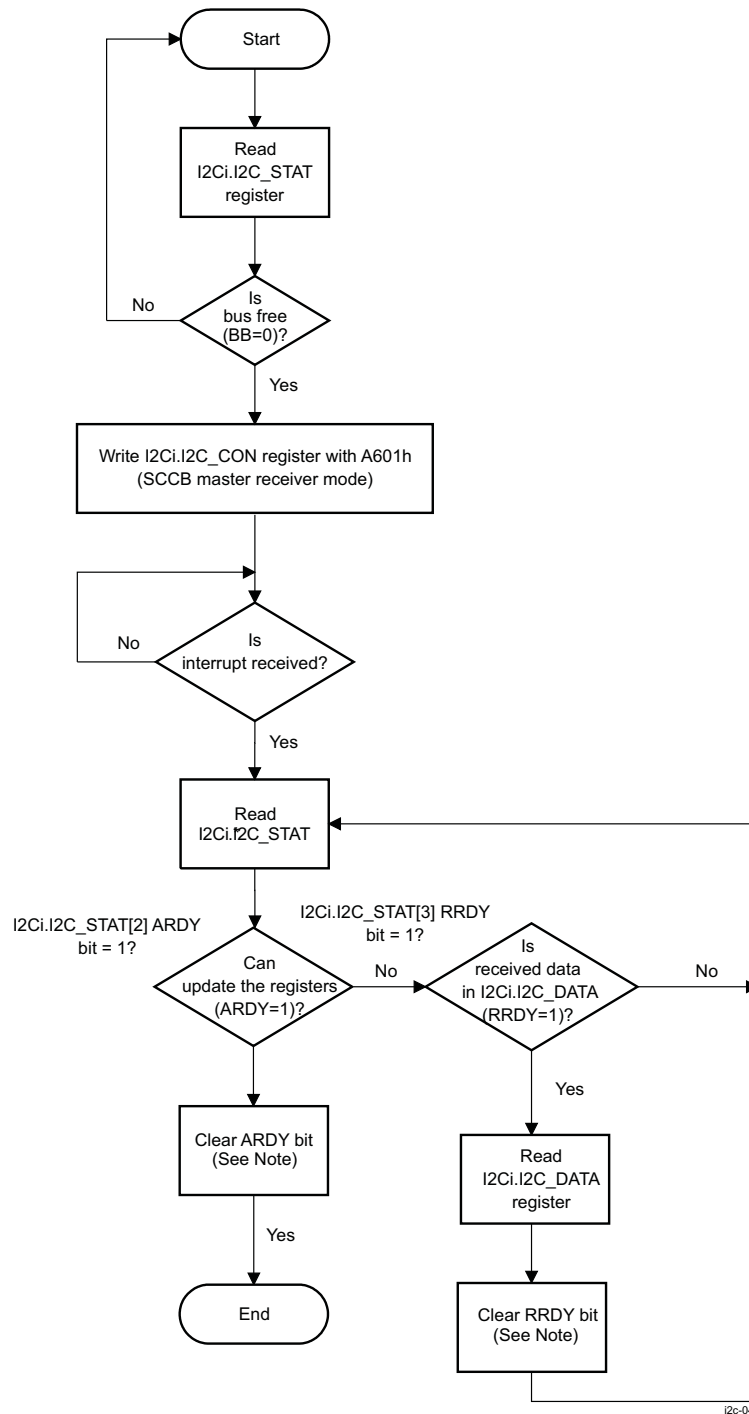 Start
Read
I2Ci.I2C_STAT
register
Is
bus free
(BB=0)?
No
Yes
Write I2Ci.I2C_CON register with A601h
(SCCB master receiver mode)
Is
interrupt received?
No
Yes
Read
I2Ci.I2C_STAT
I2Ci.I2C_STAT[2] ARDY
bit = 1?
I2Ci.I2C_STAT[3] RRDY
bit = 1?
Can
update the registers
(ARDY=1)?
No
Is
received data
in I2Ci.I2C_DATA
(RRDY=1)?
No
Yes
Clear ARDY bit
(See Note)
Read
I2Ci.I2C_DATA
register
Yes
End
Clear RRDY bit
(See Note)